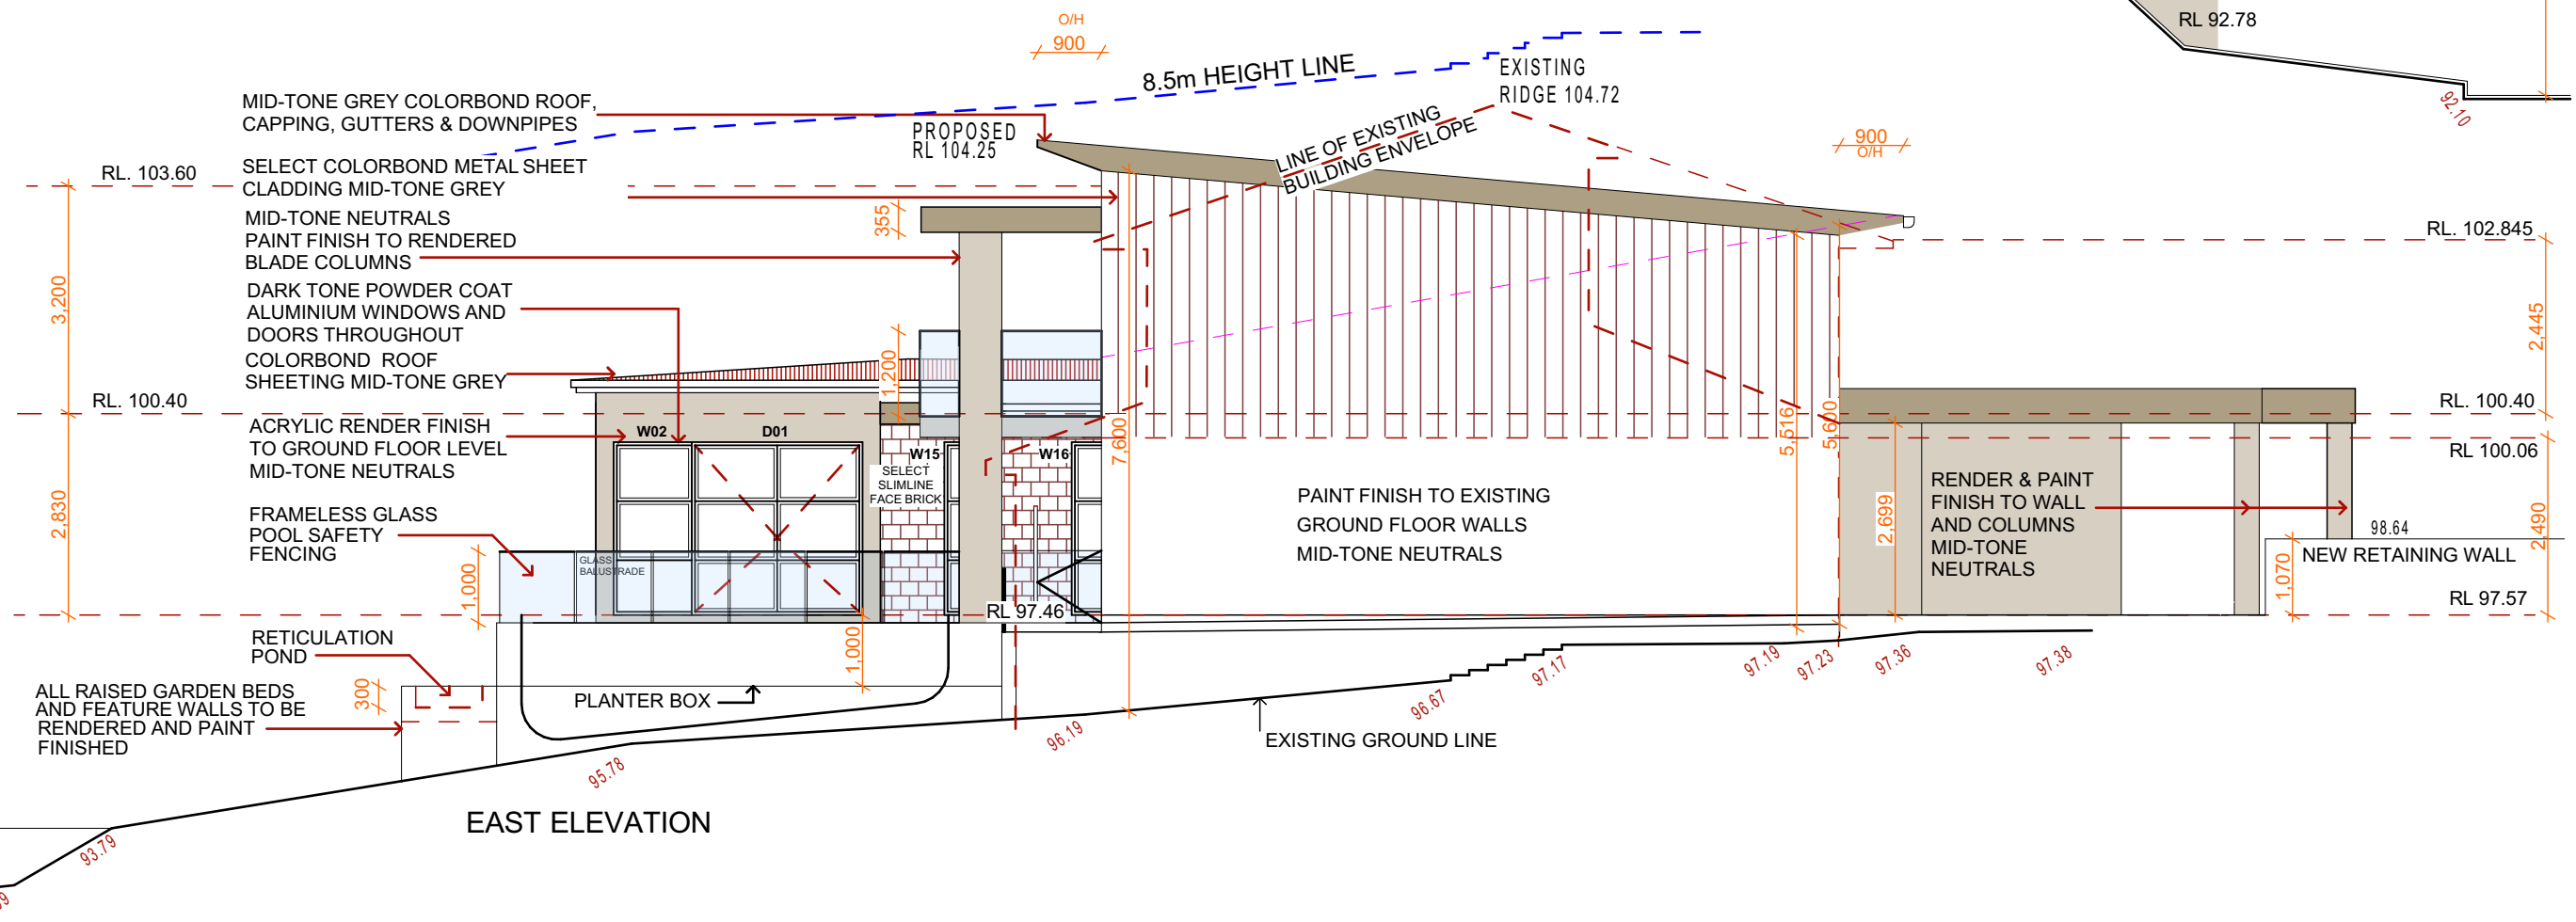 O/H
900
8.5m HEIGHT LINE
EXISTING
RIDGE 104.72
RL 92.78
92.10
MID-TONE GREY COLORBOND ROOF,
CAPPING, GUTTERS & DOWNPIPES
PROPOSED
RL 104.25
LINE OF EXISTING
BUILDING ENVELOPE
900
O/H
RL. 103.60
SELECT COLORBOND METAL SHEET
CLADDING MID-TONE GREY
MID-TONE NEUTRALS
PAINT FINISH TO RENDERED
BLADE COLUMNS
355
RL. 102.845
DARK TONE POWDER COAT
ALUMINIUM WINDOWS AND
DOORS THROUGHOUT
3,200
2,445
COLORBOND ROOF
SHEETING MID-TONE GREY
1,200
RL. 100.40
RL. 100.40
ACRYLIC RENDER FINISH
TO GROUND FLOOR LEVEL
MID-TONE NEUTRALS
W02
D01
W15
SELECT
SLIMLINE
FACE BRICK
W16
7,600
5,516
5,600
RL 100.06
PAINT FINISH TO EXISTING
GROUND FLOOR WALLS
MID-TONE NEUTRALS
RENDER & PAINT
FINISH TO WALL
AND COLUMNS
MID-TONE
NEUTRALS
2,830
2,699
2,490
98.64
NEW RETAINING WALL
FRAMELESS GLASS
POOL SAFETY
FENCING
GLASS
BALUSTRADE
1,000
1,070
RL 97.46
RL 97.57
RETICULATION
POND
1,000
300
PLANTER BOX
ALL RAISED GARDEN BEDS
AND FEATURE WALLS TO BE
RENDERED AND PAINT
FINISHED
EXISTING GROUND LINE
93.79
95.78
96.19
96.67
97.17
97.19
97.23
97.36
97.38
EAST ELEVATION